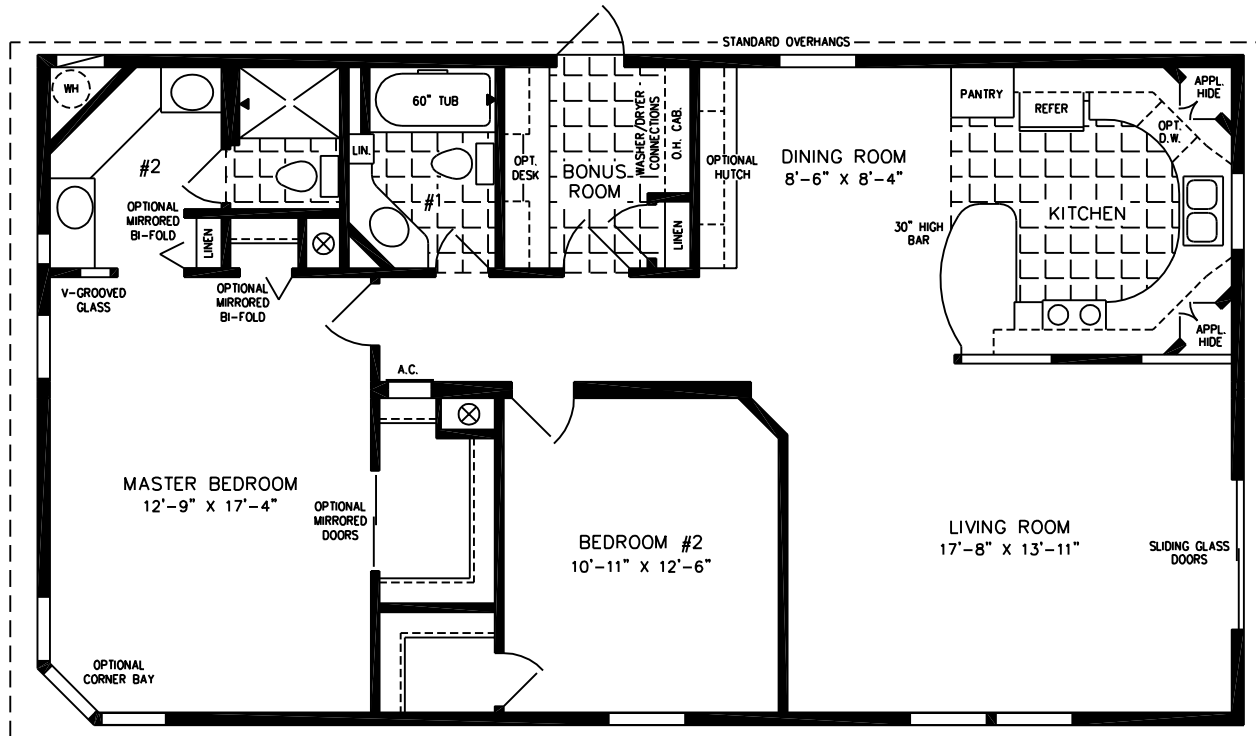 STANDARD OVERHANGS
WH
#2
OPTIONAL
MIRRORED
BI-FOLD
LINEN
V-GROOVED
GLASS
OPTIONAL
MIRRORED
BI-FOLD
LIN.
60" TUB
#1
OPT.
DESK
BONUS
ROOM
WASHER/DRYER
CONNECTIONS
O.H. CAB.
LINEN
OPTIONAL
HUTCH
DINING ROOM
8'-6" X 8'-4"
PANTRY
REFER
OPT.
D.W.
APPL.
HIDE
KITCHEN
30" HIGH
BAR
APPL.
HIDE
A.C.
MASTER BEDROOM
12'-9" X 17'-4"
OPTIONAL
MIRRORED
DOORS
BEDROOM #2
10'-11" X 12'-6"
LIVING ROOM
17'-8" X 13'-11"
SLIDING GLASS
DOORS
OPTIONAL
CORNER BAY